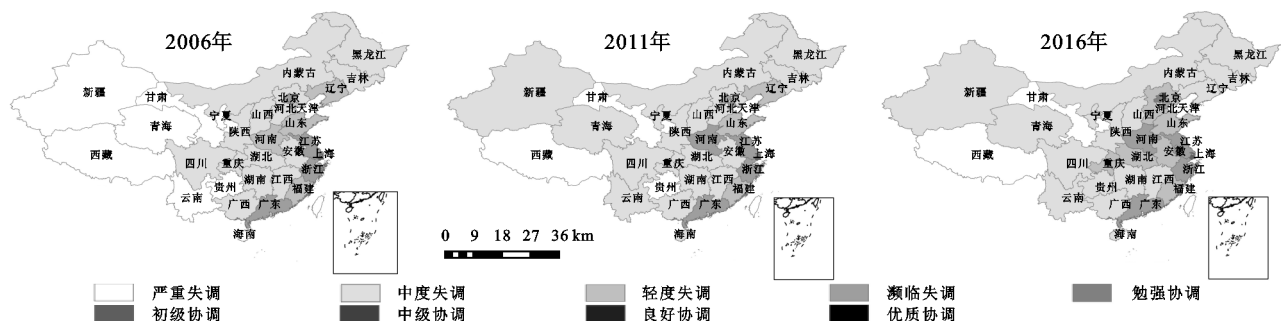 2006年
黑龙江
内蒙古
吉林
新疆
辽宁
甘肃
北京
河北 天津
宁夏
山西
青海
山东
陕西
河南
江苏
西藏
安徽
上海
四川
重庆
湖北
浙江
湖南
江西
贵州
福建
云南
广西
广东
海南
2011年
黑龙江
内蒙古
吉林
新疆
辽宁
甘肃
北京
河北 天津
宁夏
山西
青海
山东
陕西
河南
江苏
西藏
安徽
上海
四川
重庆
湖北
浙江
湖南
江西
贵州
福建
云南
广西
广东
海南
2016年
黑龙江
内蒙古
吉林
新疆
辽宁
甘肃
北京
河北 天津
宁夏
山西
青海
山东
陕西
河南
江苏
西藏
安徽
上海
四川
重庆
湖北
浙江
湖南
江西
贵州
福建
云南
广西
广东
海南
0 9 18 27 36 km
严重失调 中度失调 轻度失调 濒临失调 勉强协调
初级协调 中级协调 良好协调 优质协调